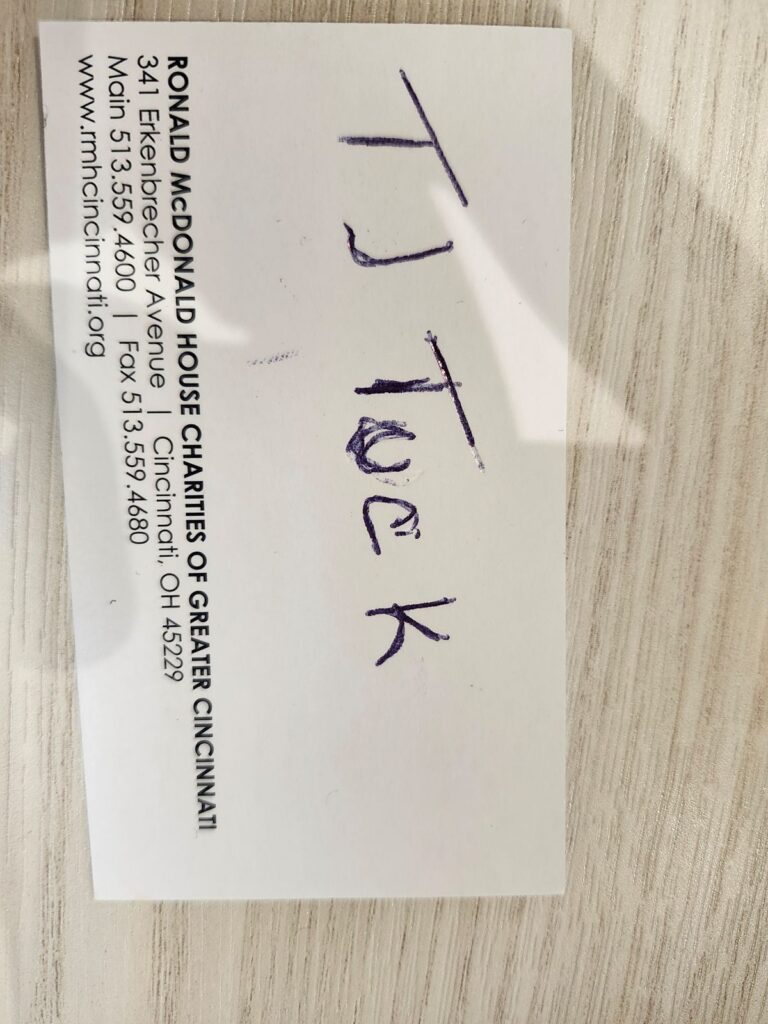 TJ TUCK
RONALD McDONALD HOUSE CHARITIES OF GREATER CINCINNATI
341 Erkenbrecher Avenue | Cincinnati, OH 45229
Main 513.559.4600 | Fax 513.559.4680
www.rmhcincinnati.org